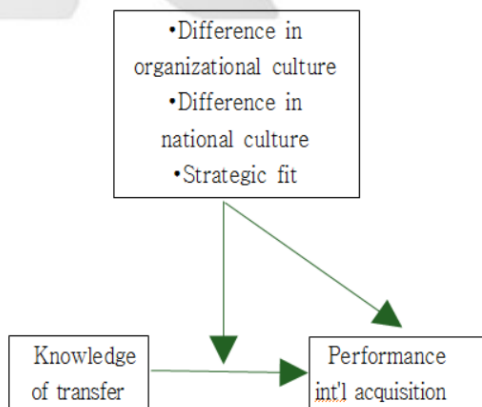 •Difference in
organizational culture
•Difference in
national culture
•Strategic fit
Knowledge
of transfer
Performance
int'l acquisition